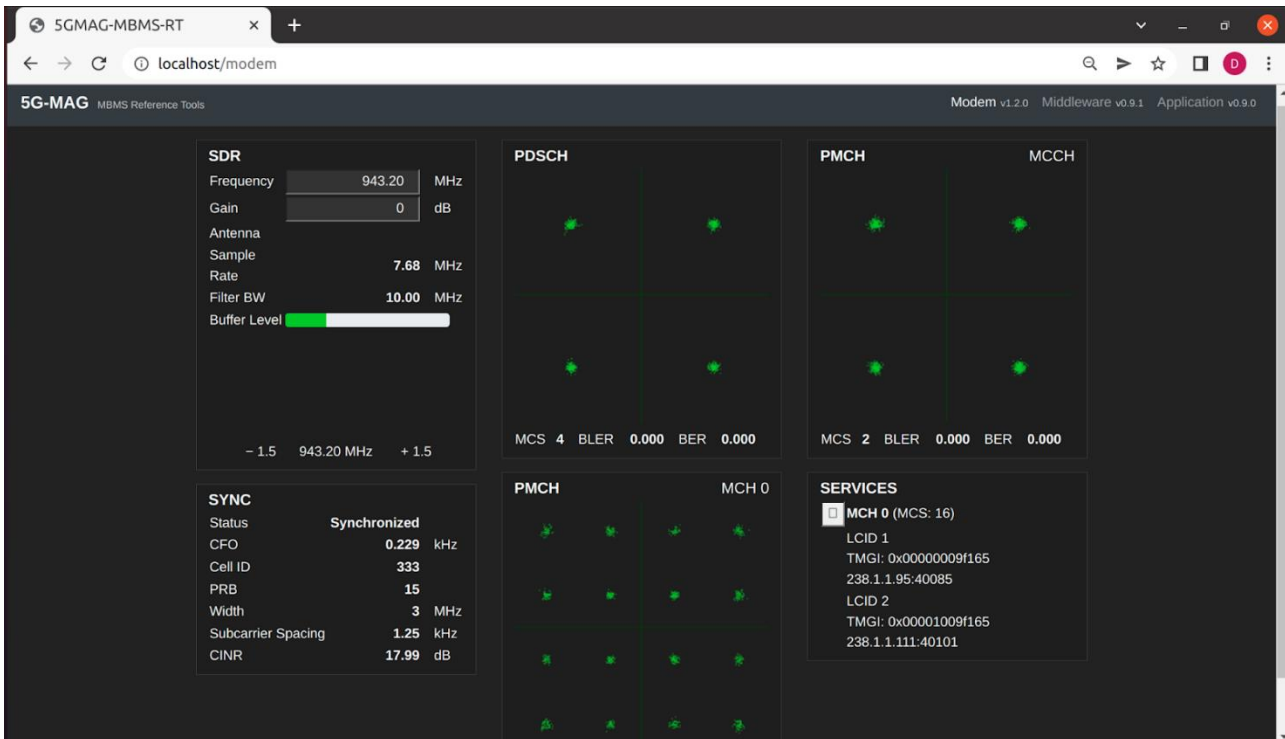 5GMAG-MBMS-RT
localhost/modem
D
5G-MAG MBMS Reference Tools
Modem v1.2.0 Middleware v0.9.1 Application v0.9.0
SDR
Frequency 943.20 MHz
Gain 0 dB
Antenna
Sample
Rate 7.68 MHz
Filter BW 10.00 MHz
Buffer Level
− 1.5 943.20 MHz + 1.5
SYNC
Status Synchronized
CFO 0.229 kHz
Cell ID 333
PRB 15
Width 3 MHz
Subcarrier Spacing 1.25 kHz
CINR 17.99 dB
PDSCH
MCS 4 BLER 0.000 BER 0.000
PMCH MCH 0
PMCH MCCH
MCS 2 BLER 0.000 BER 0.000
SERVICES
MCH 0 (MCS: 16)
LCID 1
TMGI: 0x00000009f165
238.1.1.95:40085
LCID 2
TMGI: 0x00001009f165
238.1.1.111:40101